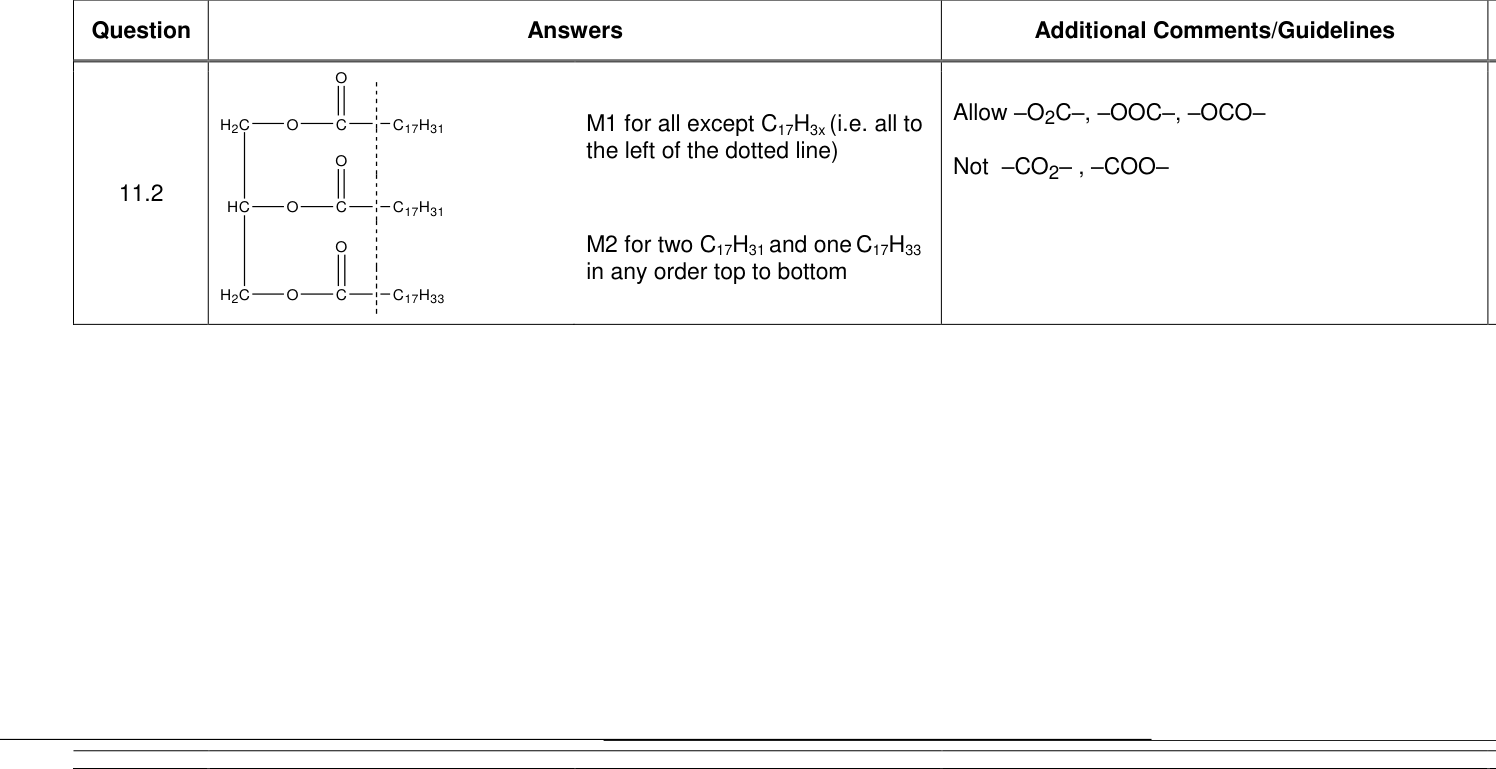 Question Answers Additional Comments/Guidelines
11.2
O
H₂C O C C₁₇H₃₁
O
HC O C C₁₇H₃₁
O
H₂C O C C₁₇H₃₃
M1 for all except C₁₇H₃ₓ (i.e. all to
the left of the dotted line)
M2 for two C₁₇H₃₁ and one C₁₇H₃₃
in any order top to bottom
Allow –O₂C–, –OOC–, –OCO–
Not –CO₂– , –COO–